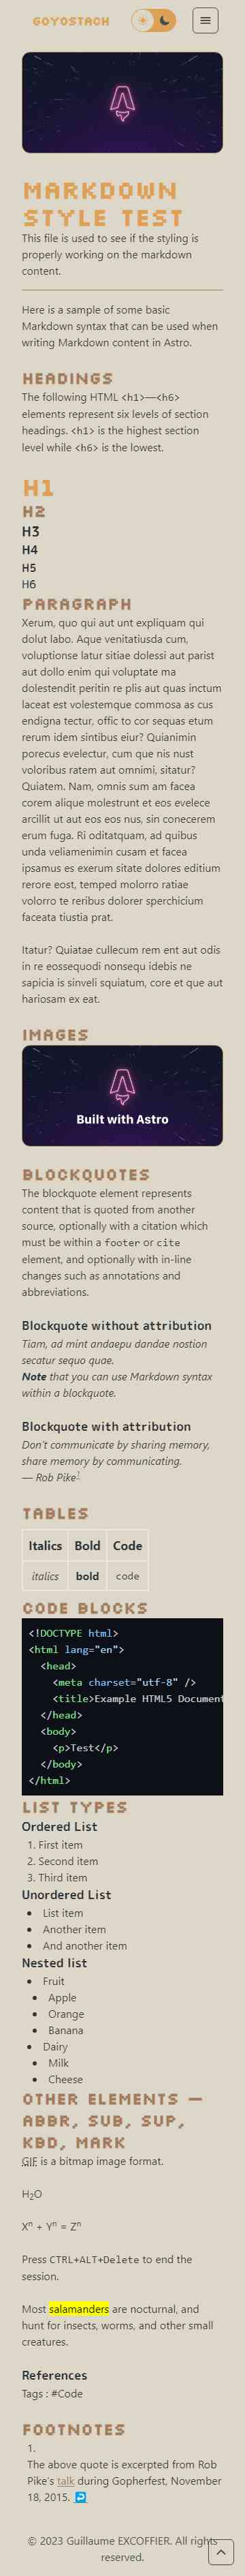 GOYOSTACH
MARKDOWN
STYLE TEST
This file is used to see if the styling is
properly working on the markdown
content.
Here is a sample of some basic
Markdown syntax that can be used when
writing Markdown content in Astro.
HEADINGS
The following HTML <h1>—<h6>
elements represent six levels of section
headings. <h1> is the highest section
level while <h6> is the lowest.
H1
H2
H3
H4
H5
H6
PARAGRAPH
Xerum, quo qui aut unt expliquam qui
dolut labo. Aque venitatiusda cum,
voluptionse latur sitiae dolessi aut parist
aut dollo enim qui voluptate ma
dolestendit peritin re plis aut quas inctum
laceat est volestemque commosa as cus
endigna tectur, offic to cor sequas etum
rerum idem sintibus eiur? Quianimin
porecus evelectur, cum que nis nust
voloribus ratem aut omnimi, sitatur?
Quiatem. Nam, omnis sum am facea
corem alique molestrunt et eos evelece
arcillit ut aut eos eos nus, sin conecerem
erum fuga. Ri oditatquam, ad quibus
unda veliamenimin cusam et facea
ipsamus es exerum sitate dolores editium
rerore eost, temped molorro ratiae
volorro te reribus dolorer sperchicium
faceata tiustia prat.
Itatur? Quiatae cullecum rem ent aut odis
in re eossequodi nonsequ idebis ne
sapicia is sinveli squiatum, core et que aut
hariosam ex eat.
IMAGES
Built with Astro
BLOCKQUOTES
The blockquote element represents
content that is quoted from another
source, optionally with a citation which
must be within a footer or cite
element, and optionally with in-line
changes such as annotations and
abbreviations.
Blockquote without attribution
Tiam, ad mint andaepu dandae nostion
secatur sequo quae.
Note that you can use Markdown syntax
within a blockquote.
Blockquote with attribution
Don't communicate by sharing memory,
share memory by communicating.
— Rob Pike1
TABLES
Italics Bold Code
italics bold code
CODE BLOCKS
<!DOCTYPE html>
<html lang="en">
<head>
<meta charset="utf-8" />
<title>Example HTML5 Document
</head>
<body>
<p>Test</p>
</body>
</html>
LIST TYPES
Ordered List
1. First item
2. Second item
3. Third item
Unordered List
• List item
• Another item
• And another item
Nested list
• Fruit
• Apple
• Orange
• Banana
• Dairy
• Milk
• Cheese
OTHER ELEMENTS —
ABBR, SUB, SUP,
KBD, MARK
GIF is a bitmap image format.
H2O
Xn + Yn = Zn
Press CTRL+ALT+Delete to end the
session.
Most salamanders are nocturnal, and
hunt for insects, worms, and other small
creatures.
References
Tags : #Code
FOOTNOTES
1.
The above quote is excerpted from Rob
Pike's talk during Gopherfest, November
18, 2015. ↩
© 2023 Guillaume EXCOFFIER. All rights
reserved.